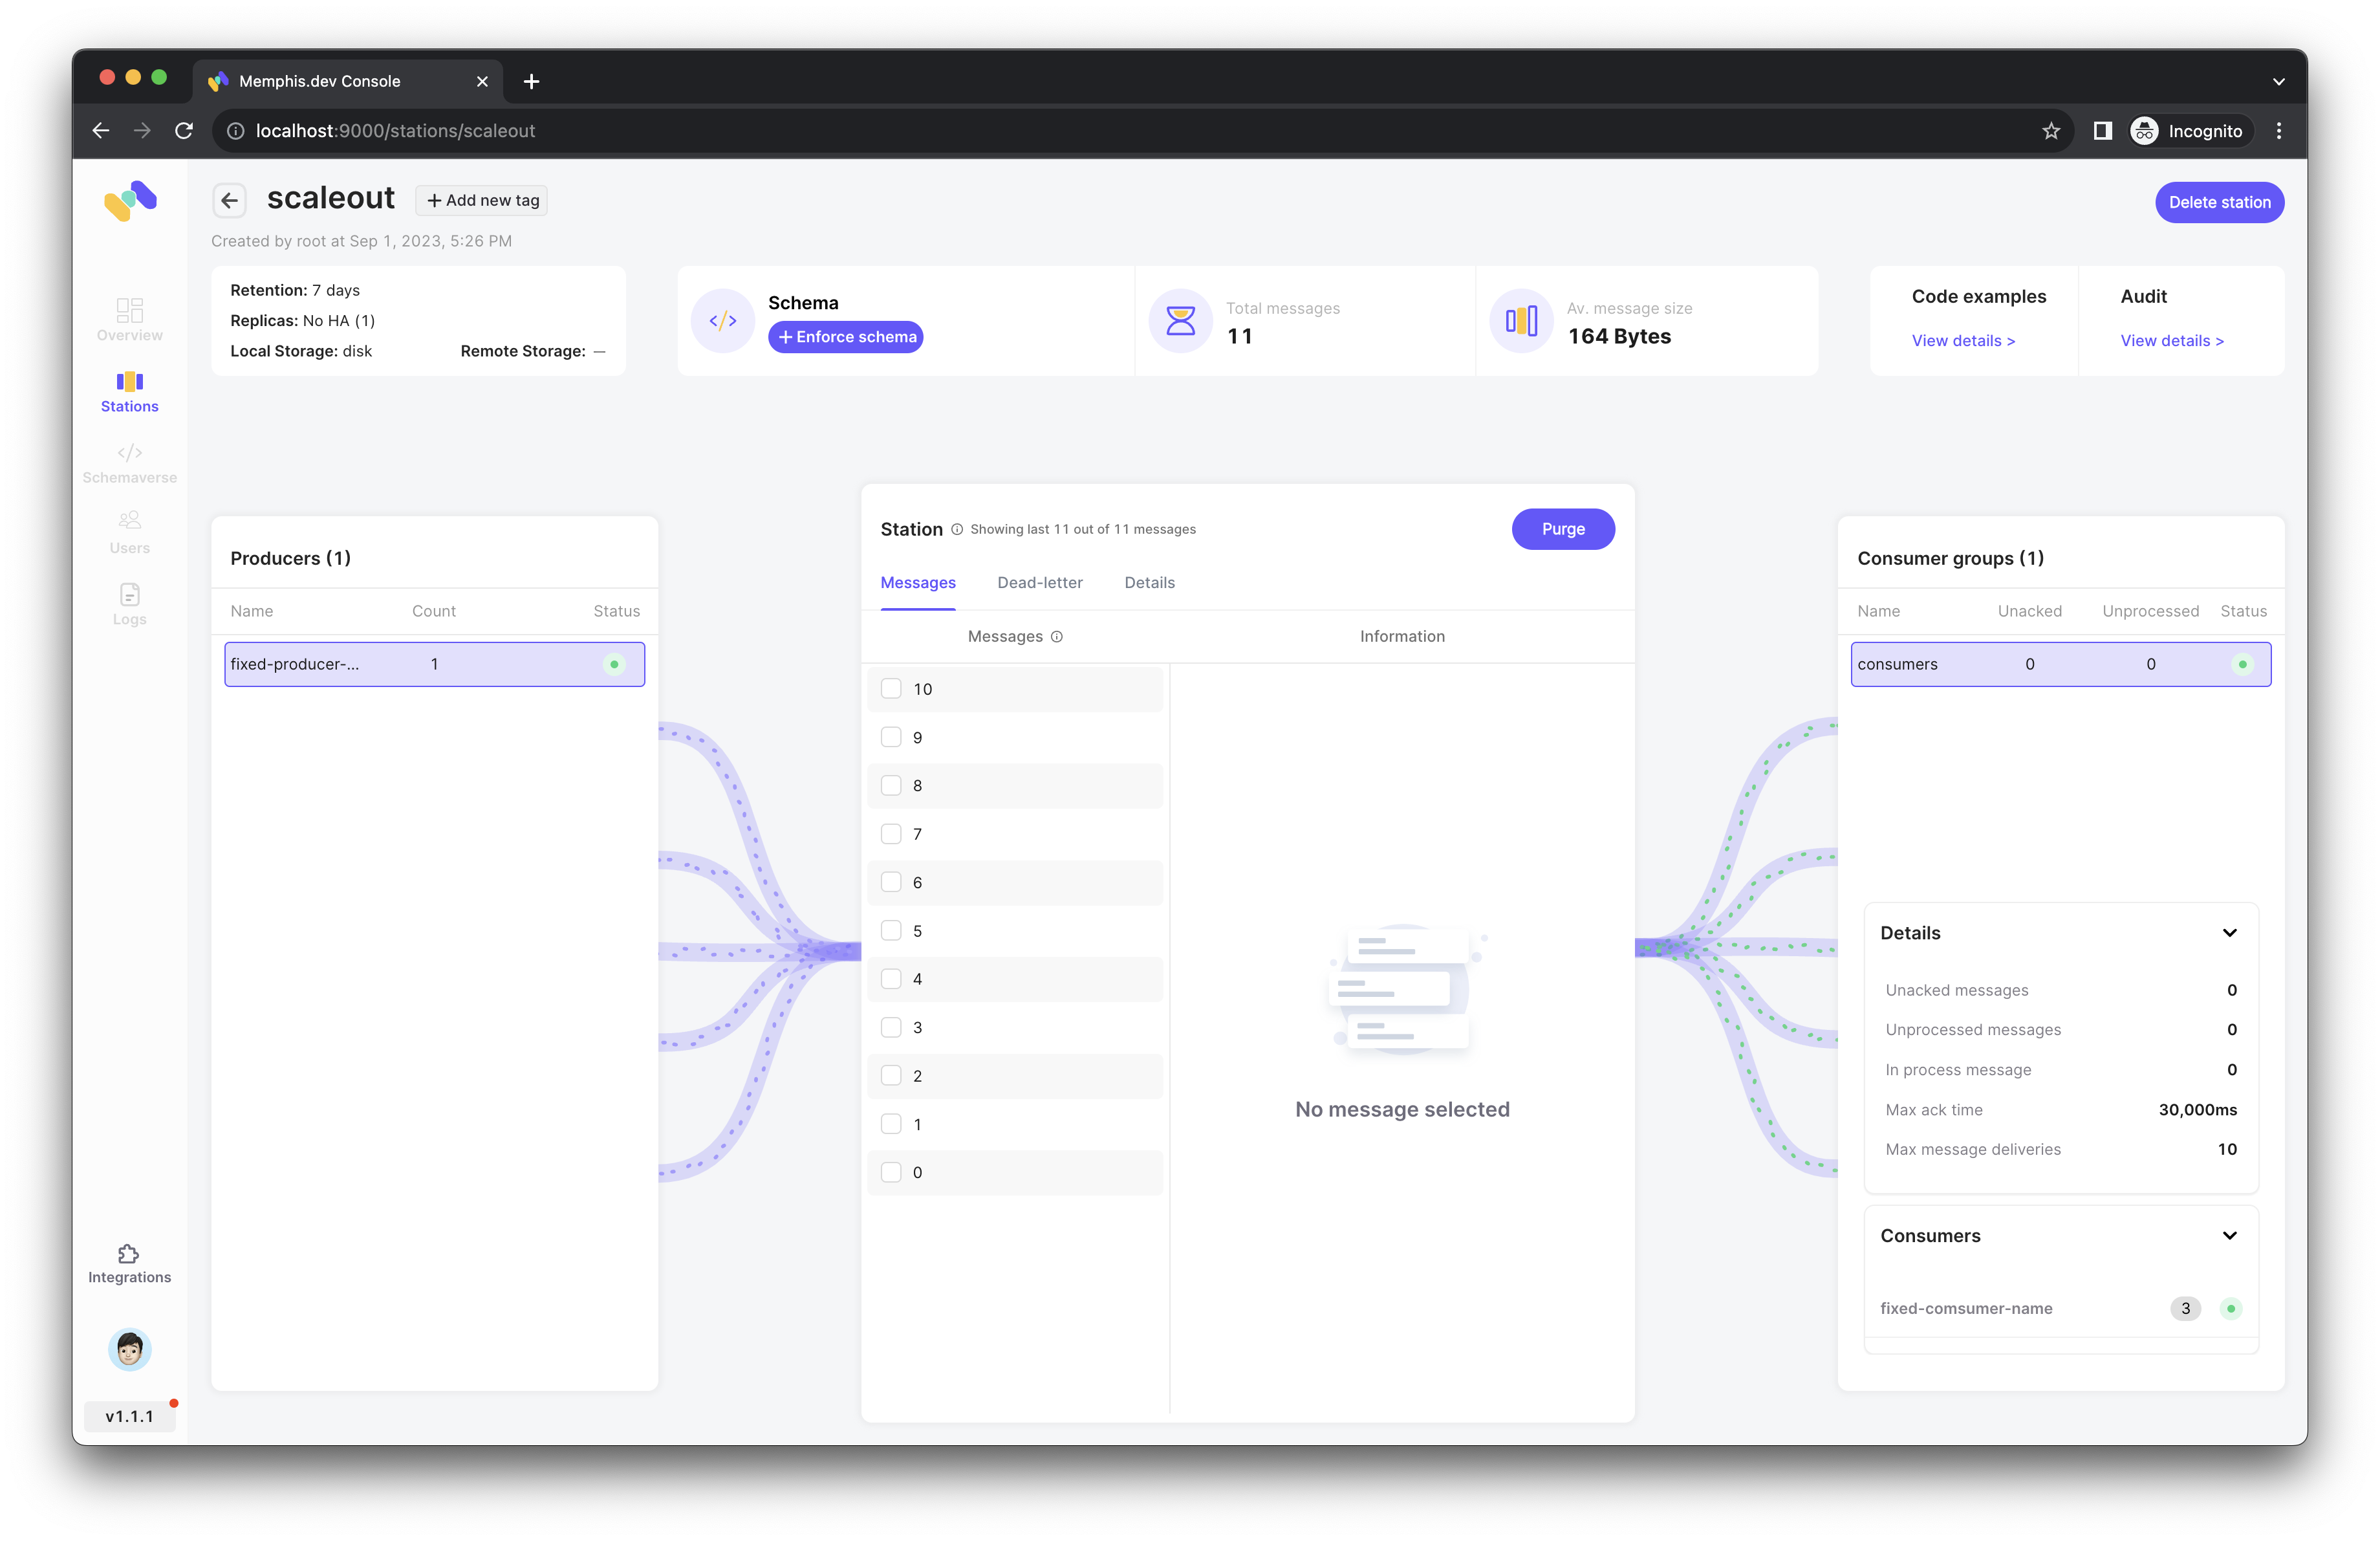 Memphis.dev Console
localhost:9000/stations/scaleout
Incognito
scaleout
Add new tag
Delete station
Created by root at Sep 1, 2023, 5:26 PM
Retention: 7 days
Replicas: No HA (1)
Local Storage: disk Remote Storage: —
Schema
Enforce schema
Total messages
11
Av. message size
164 Bytes
Code examples
View details >
Audit
View details >
Overview
Stations
Schemaverse
Users
Logs
Integrations
v1.1.1
Producers (1)
Name Count Status
fixed-producer-... 1
Station Showing last 11 out of 11 messages
Purge
Messages Dead-letter Details
Messages Information
10
9
8
7
6
5
4
3
2
1
0
No message selected
Consumer groups (1)
Name Unacked Unprocessed Status
consumers 0 0
Details
Unacked messages 0
Unprocessed messages 0
In process message 0
Max ack time 30,000ms
Max message deliveries 10
Consumers
fixed-comsumer-name 3